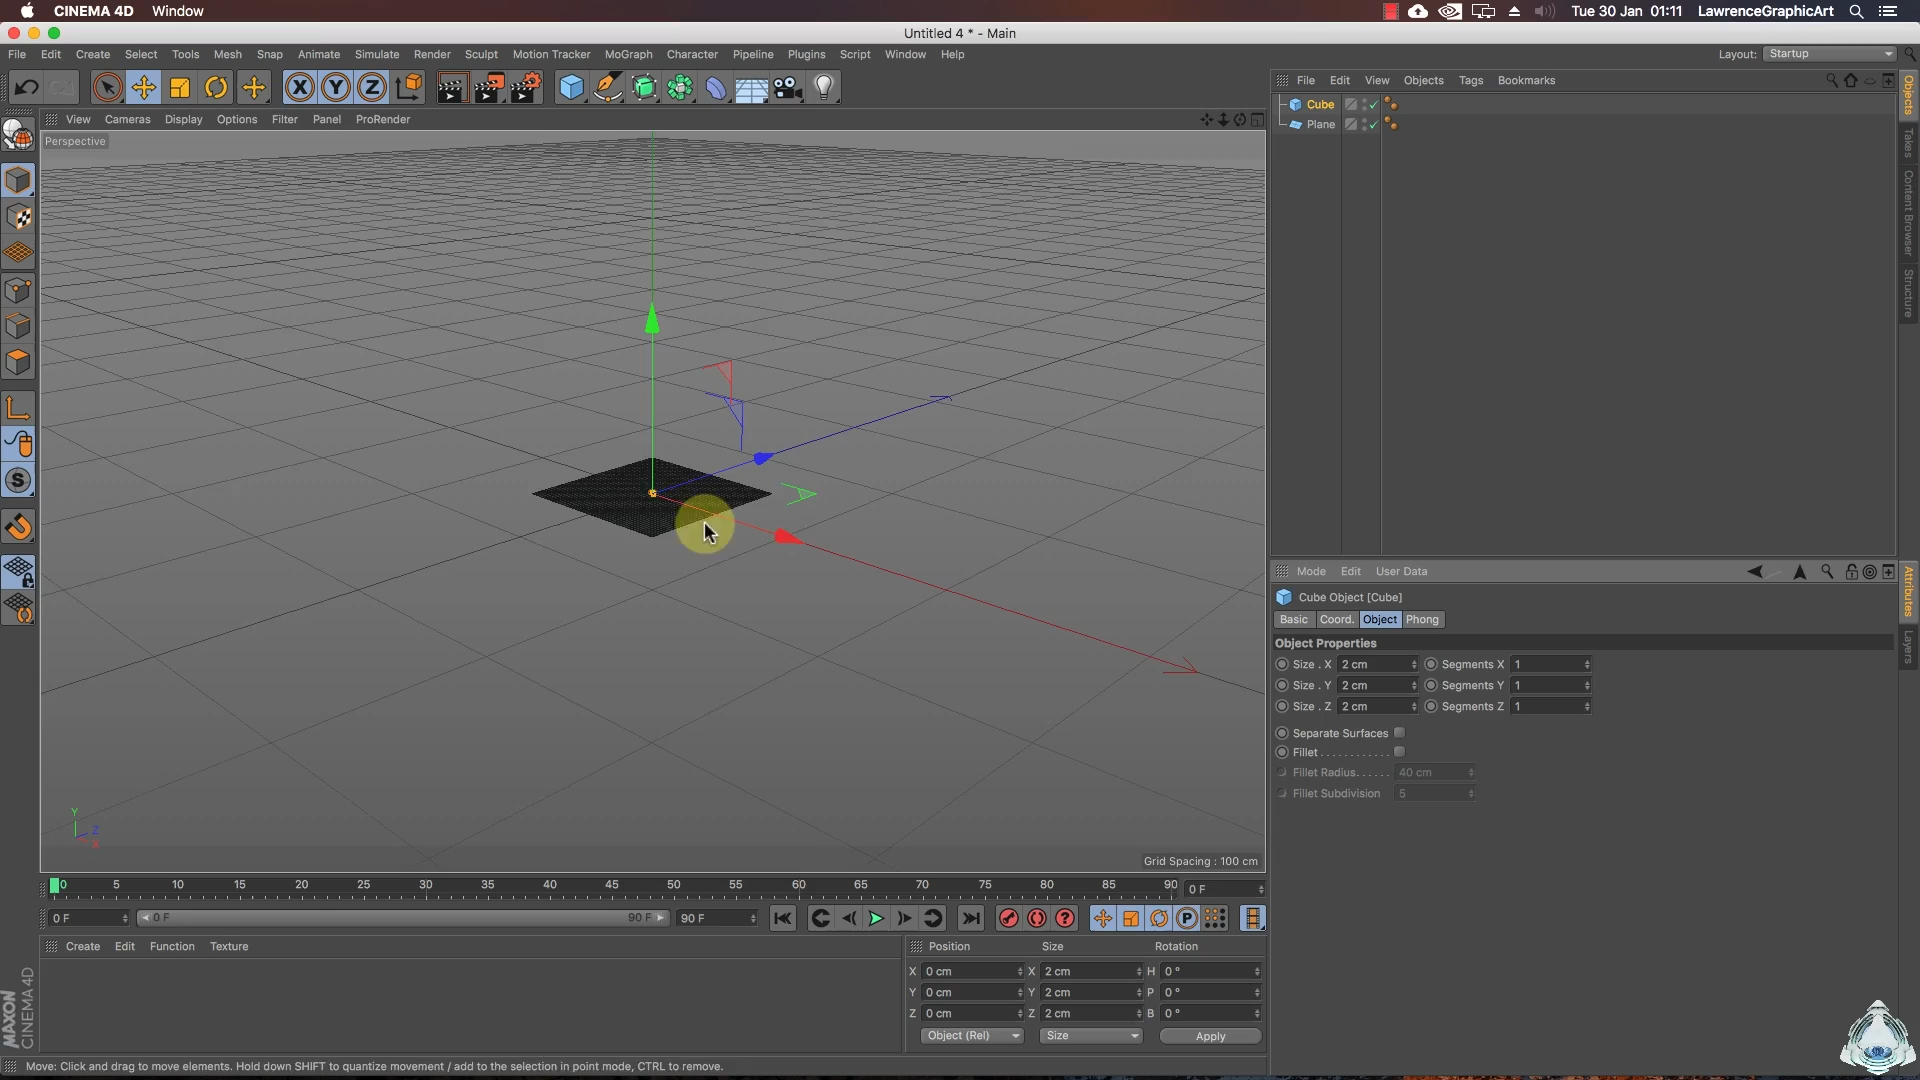 CINEMA 4D Window
Tue 30 Jan 01:11 LawrenceGraphicArt
Untitled 4 * - Main
File Edit Create Select Tools Mesh Snap Animate Simulate Render Sculpt Motion Tracker MoGraph Character Pipeline Plugins Script Window Help
Layout: Startup
X Y Z
View Cameras Display Options Filter Panel ProRender
Perspective
File Edit View Objects Tags Bookmarks
Cube
Plane
Objects
Takes
Content Browser
Structure
Mode Edit User Data
Cube Object [Cube]
Basic Coord. Object Phong
Object Properties
Size . X 2 cm Segments X 1
Size . Y 2 cm Segments Y 1
Size . Z 2 cm Segments Z 1
Separate Surfaces
Fillet . . . . . . . . . . . .
Fillet Radius. . . . . . 40 cm
Fillet Subdivision 5
Attributes
Layers
S
Y
Z
X
Grid Spacing : 100 cm
0 5 10 15 20 25 30 35 40 45 50 55 60 65 70 75 80 85 90 0 F
0 F 0 F 90 F 90 F
P
Create Edit Function Texture
Position Size Rotation
X 0 cm X 2 cm H 0 °
Y 0 cm Y 2 cm P 0 °
Z 0 cm Z 2 cm B 0 °
Object (Rel) Size Apply
MAXON
CINEMA4D
Move: Click and drag to move elements. Hold down SHIFT to quantize movement / add to the selection in point mode, CTRL to remove.